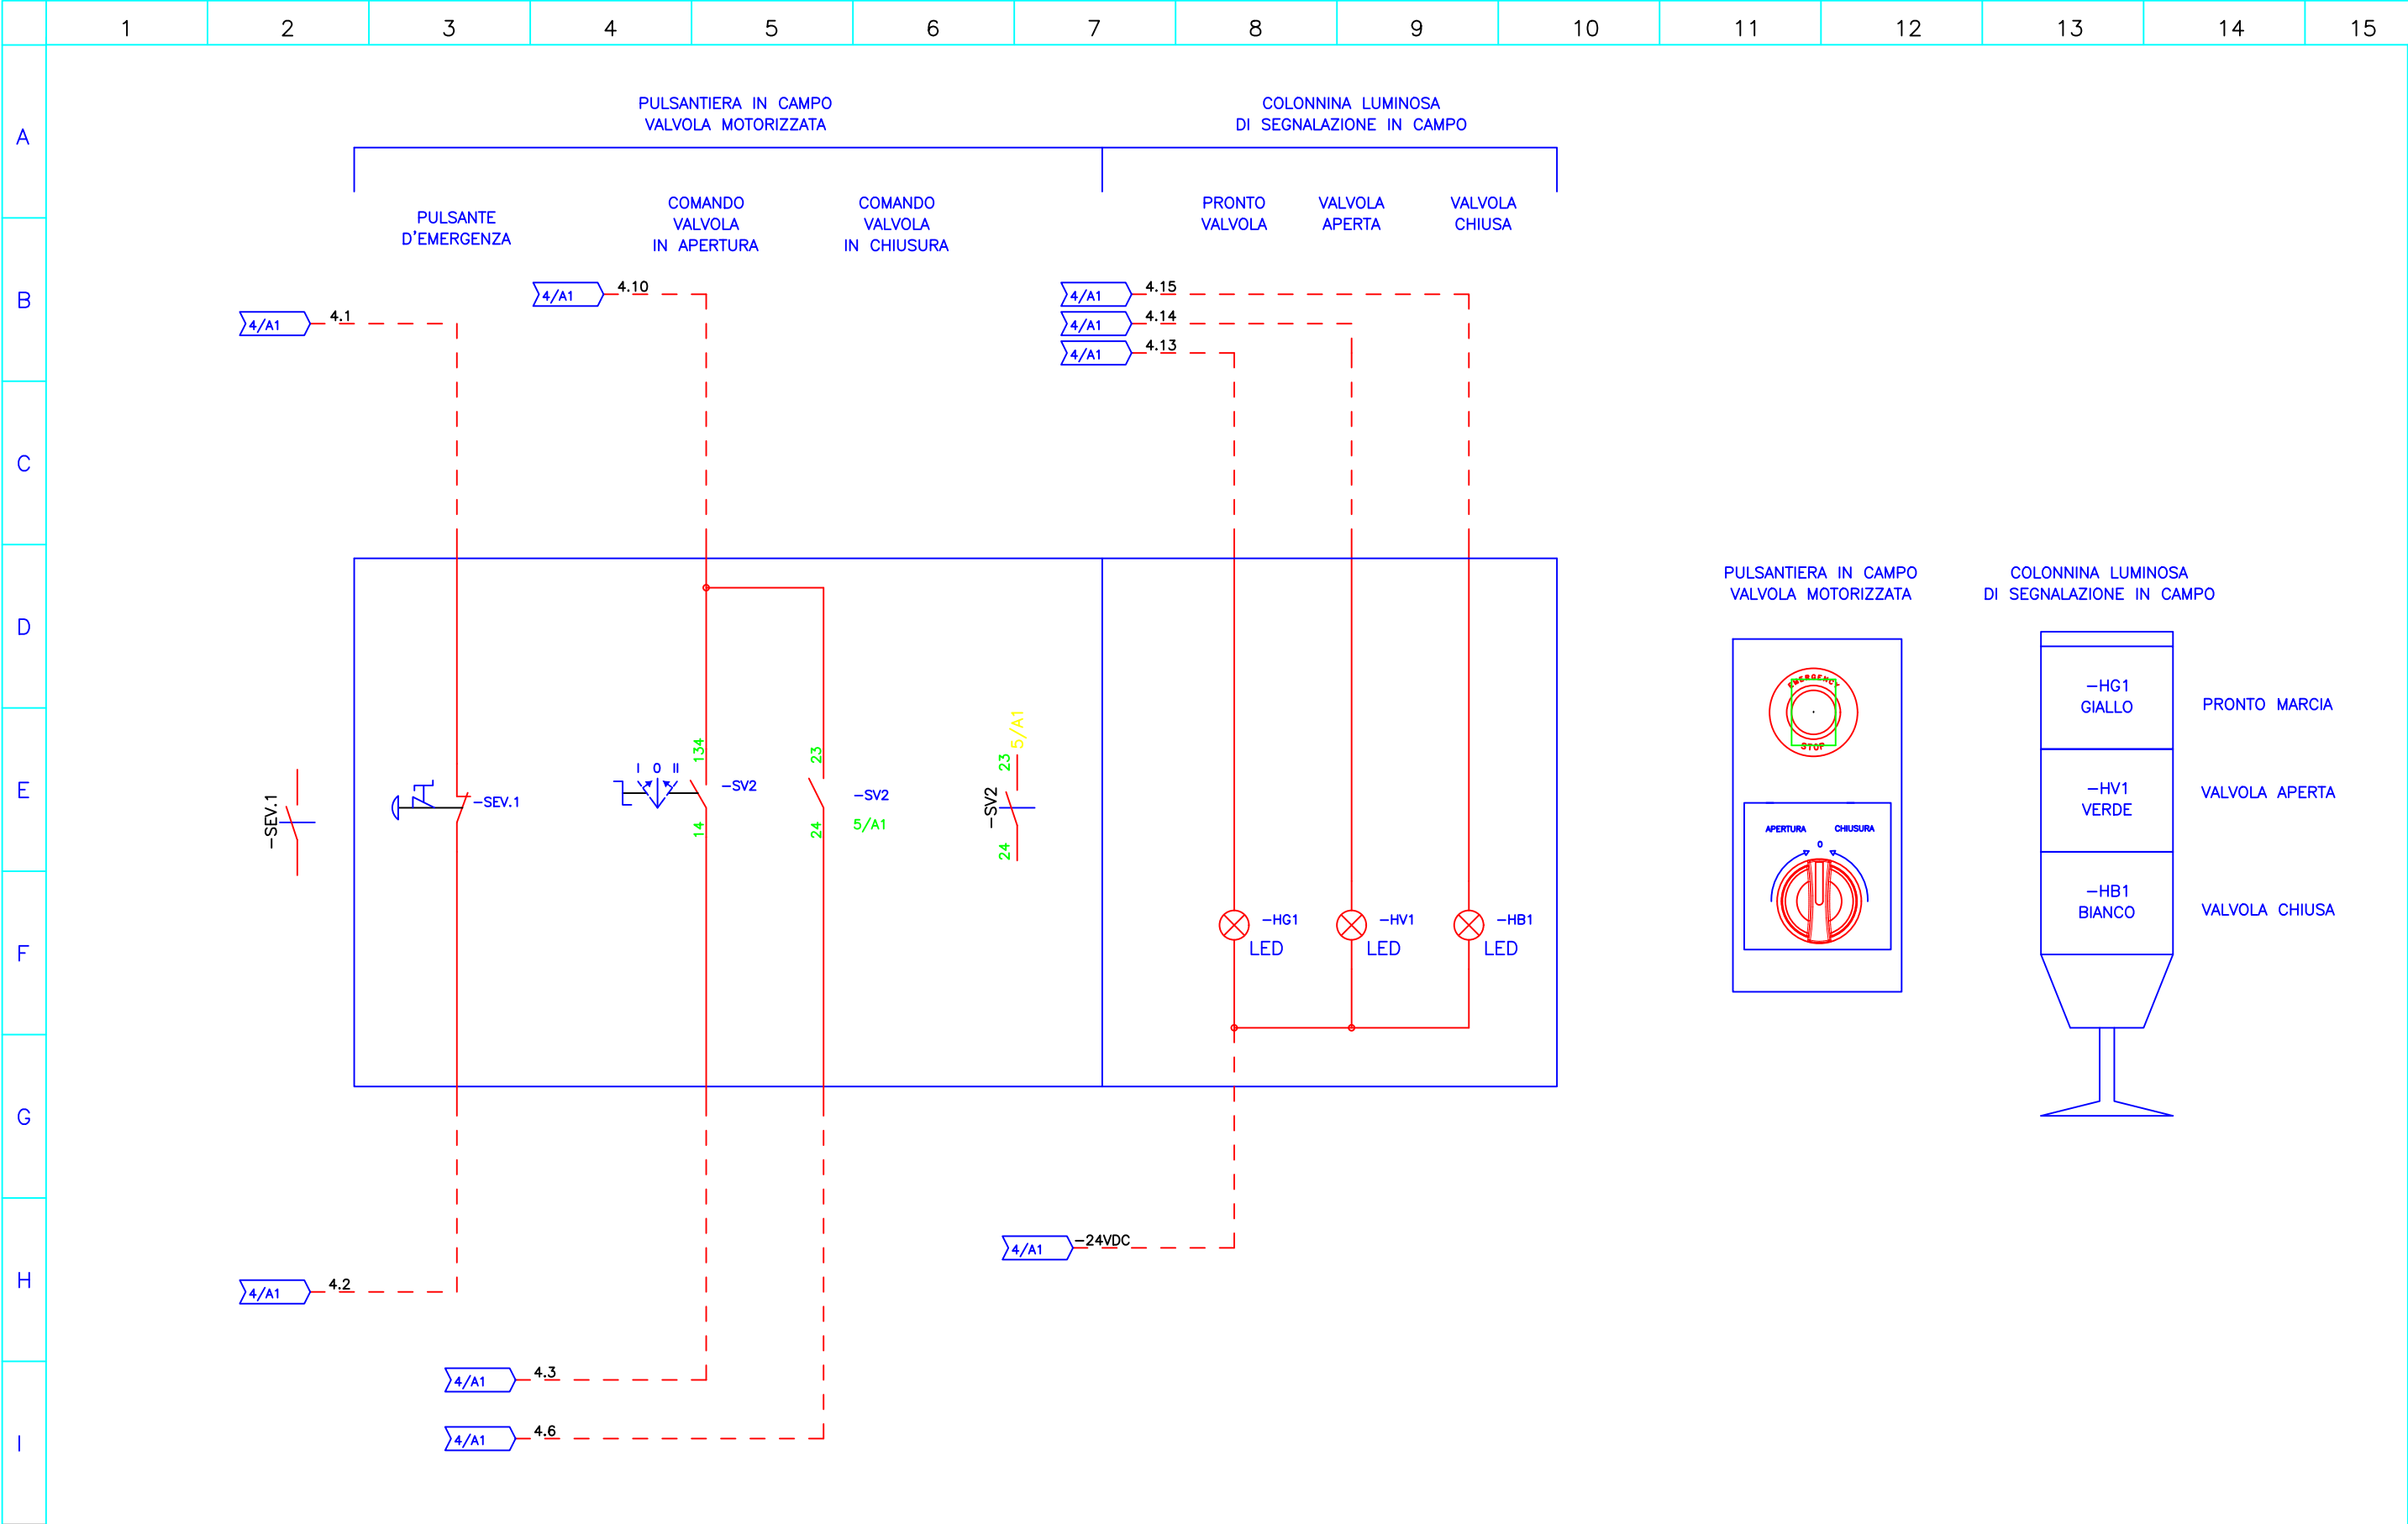 1 2 3 4 5 6 7 8 9 10 11 12 13 14 15
A
B
C
D
E
F
G
H
I
PULSANTIERA IN CAMPO
VALVOLA MOTORIZZATA
COLONNINA LUMINOSA
DI SEGNALAZIONE IN CAMPO
PULSANTE
D'EMERGENZA
COMANDO
VALVOLA
IN APERTURA
COMANDO
VALVOLA
IN CHIUSURA
PRONTO
VALVOLA
VALVOLA
APERTA
VALVOLA
CHIUSA
4/A1 4.1
4/A1 4.10
4/A1 4.15
4/A1 4.14
4/A1 4.13
-SEV.1
-SEV.1
I O II
134
-SV2
14
23
-SV2
24
5/A1
5/A1
23
-SV2
24
-HG1
LED
-HV1
LED
-HB1
LED
4/A1 -24VDC
4/A1 4.2
4/A1 4.3
4/A1 4.6
PULSANTIERA IN CAMPO
VALVOLA MOTORIZZATA
EMERGENCY
STOP
APERTURA CHIUSURA
0
COLONNINA LUMINOSA
DI SEGNALAZIONE IN CAMPO
-HG1
GIALLO
PRONTO MARCIA
-HV1
VERDE
VALVOLA APERTA
-HB1
BIANCO
VALVOLA CHIUSA